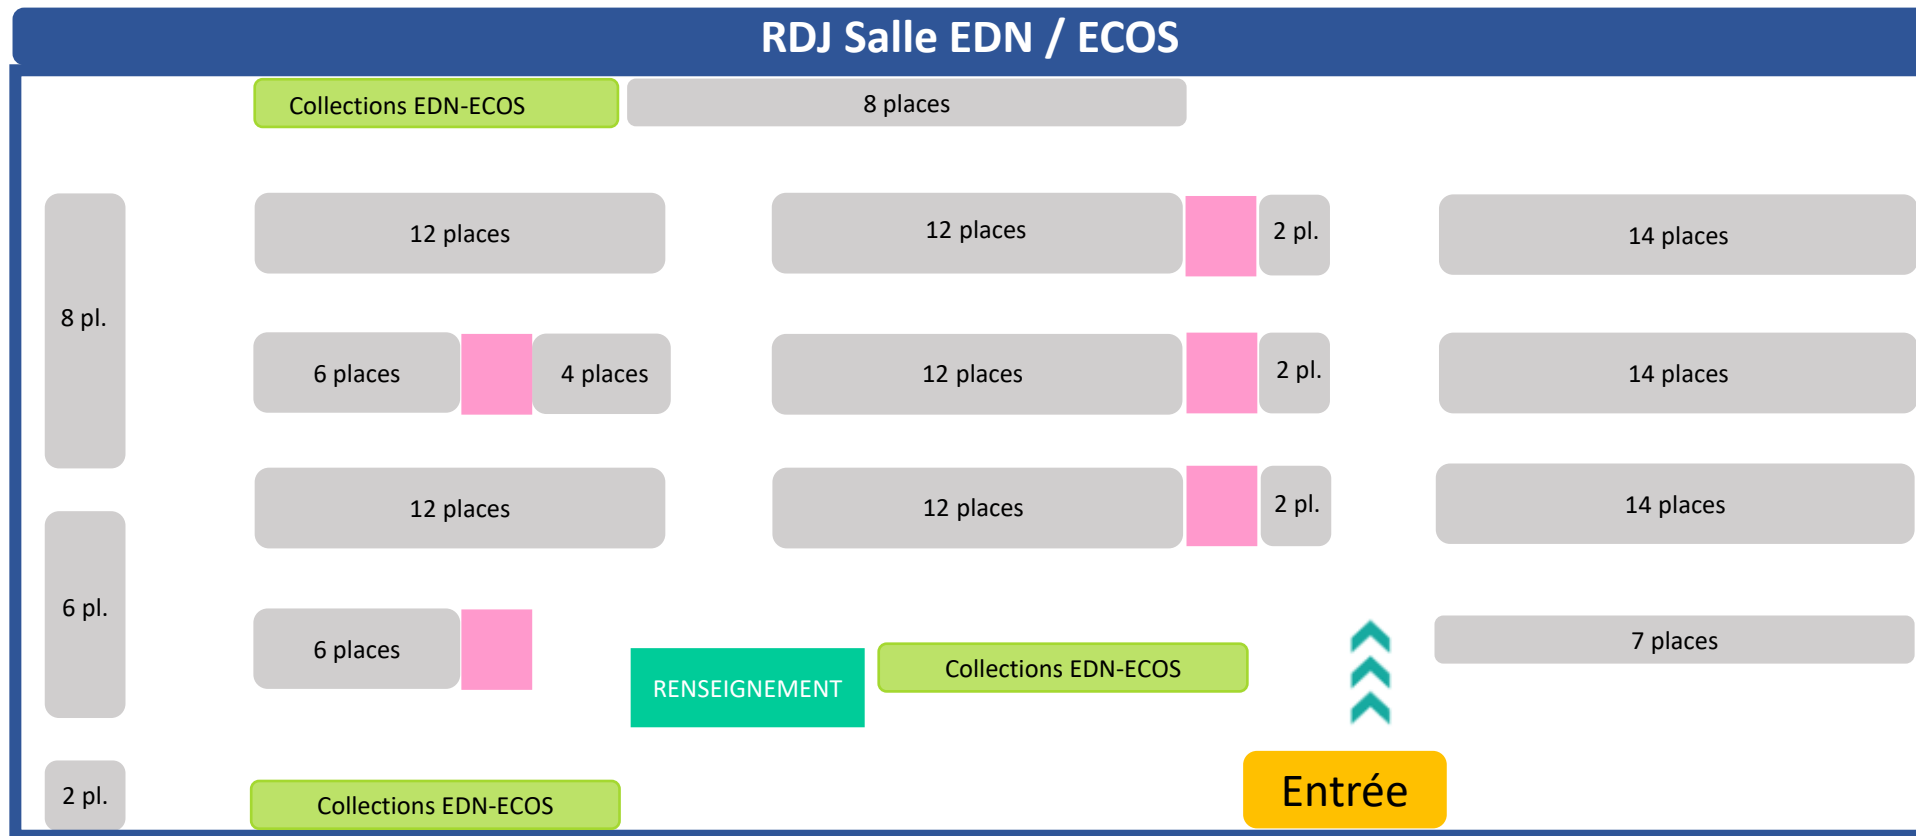 RDJ Salle EDN / ECOS
Collections EDN-ECOS
8 places
12 places
12 places
2 pl.
14 places
8 pl.
6 places
4 places
12 places
2 pl.
14 places
12 places
12 places
2 pl.
14 places
6 pl.
6 places
RENSEIGNEMENT
Collections EDN-ECOS
7 places
2 pl.
Collections EDN-ECOS
Entrée